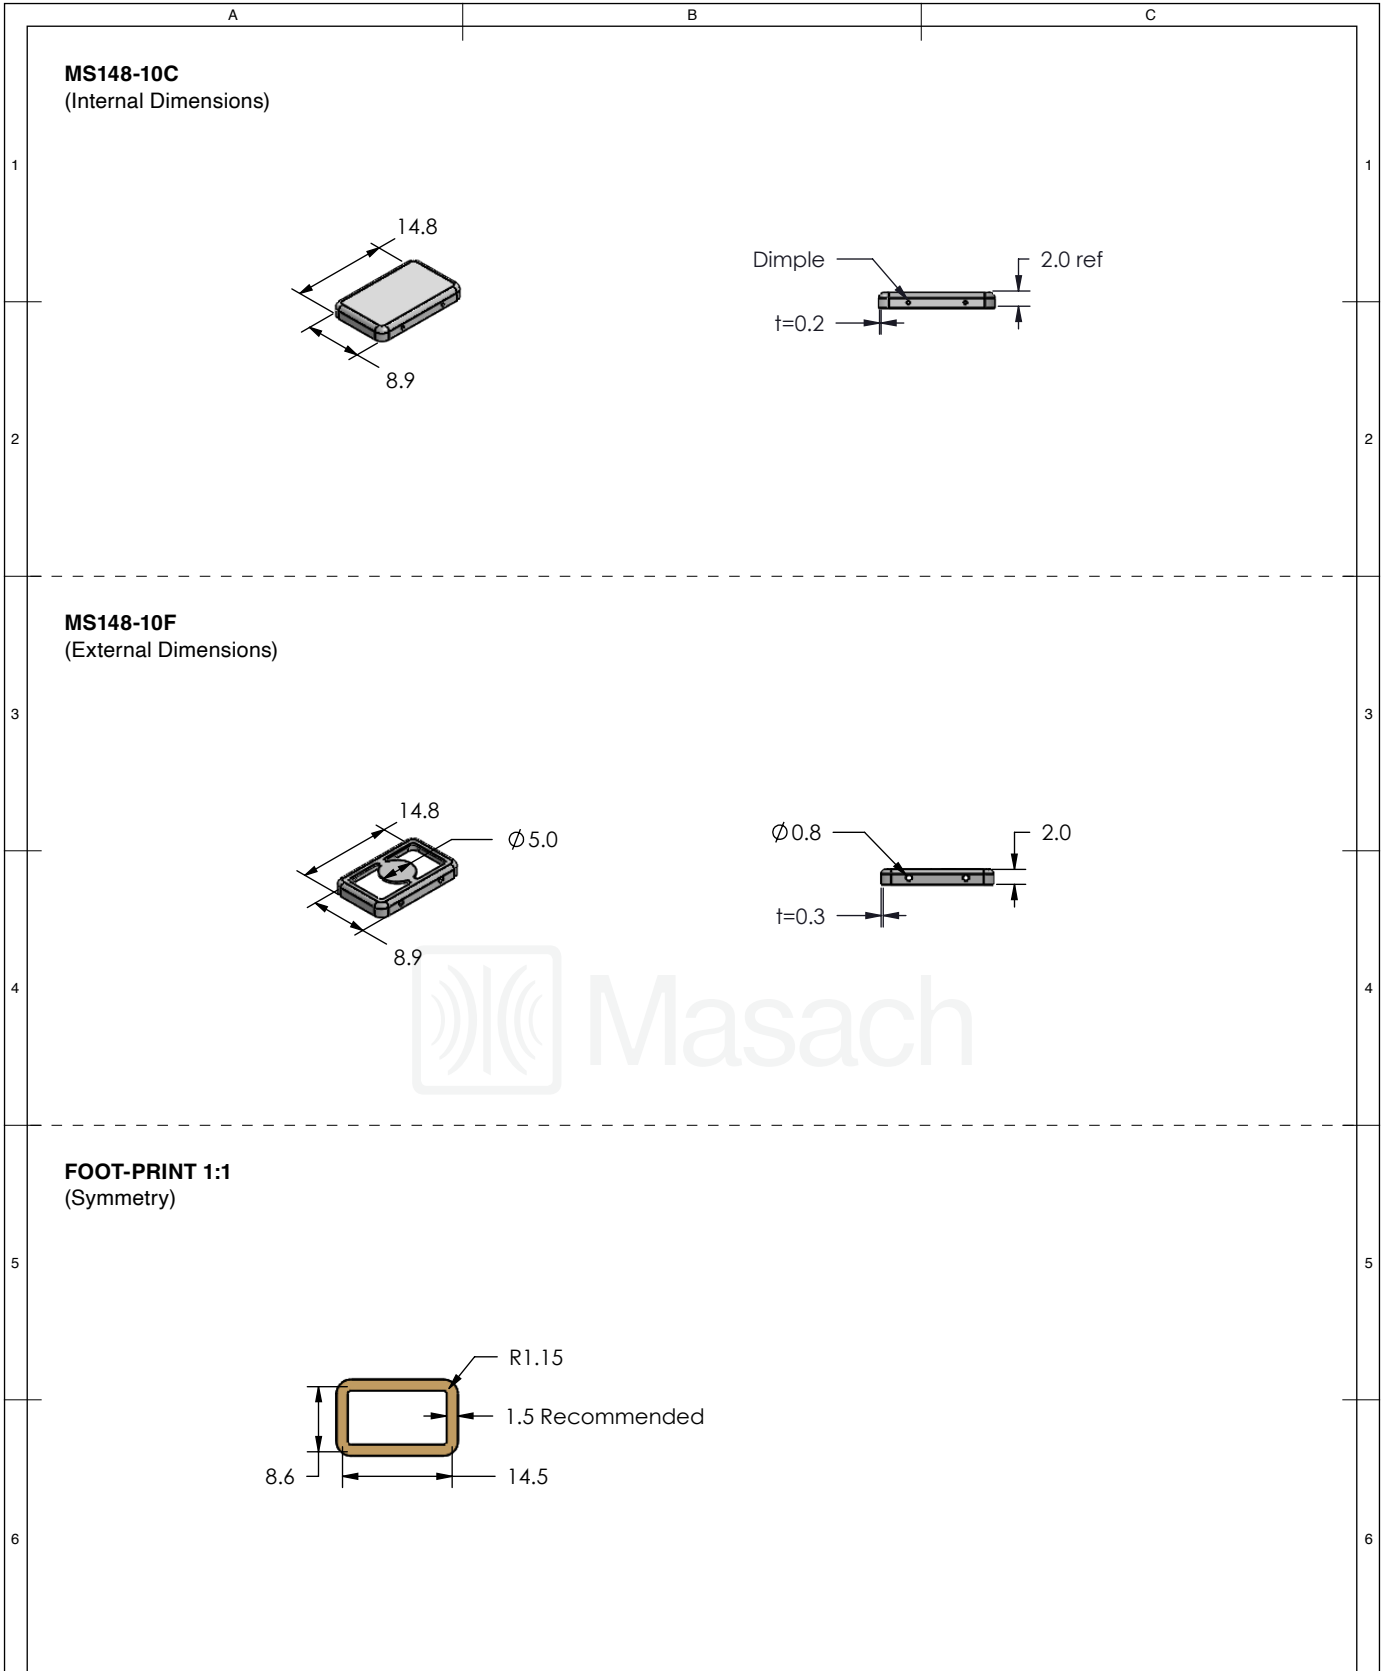 A B C
MS148-10C
(Internal Dimensions)
1 1
14.8
Dimple 2.0 ref
t=0.2
8.9
2 2
MS148-10F
(External Dimensions)
3 3
14.8
Ø5.0 Ø0.8 2.0
t=0.3
8.9
4 4
Masach
FOOT-PRINT 1:1
(Symmetry)
5 5
R1.15
1.5 Recommended
8.6 14.5
6 6